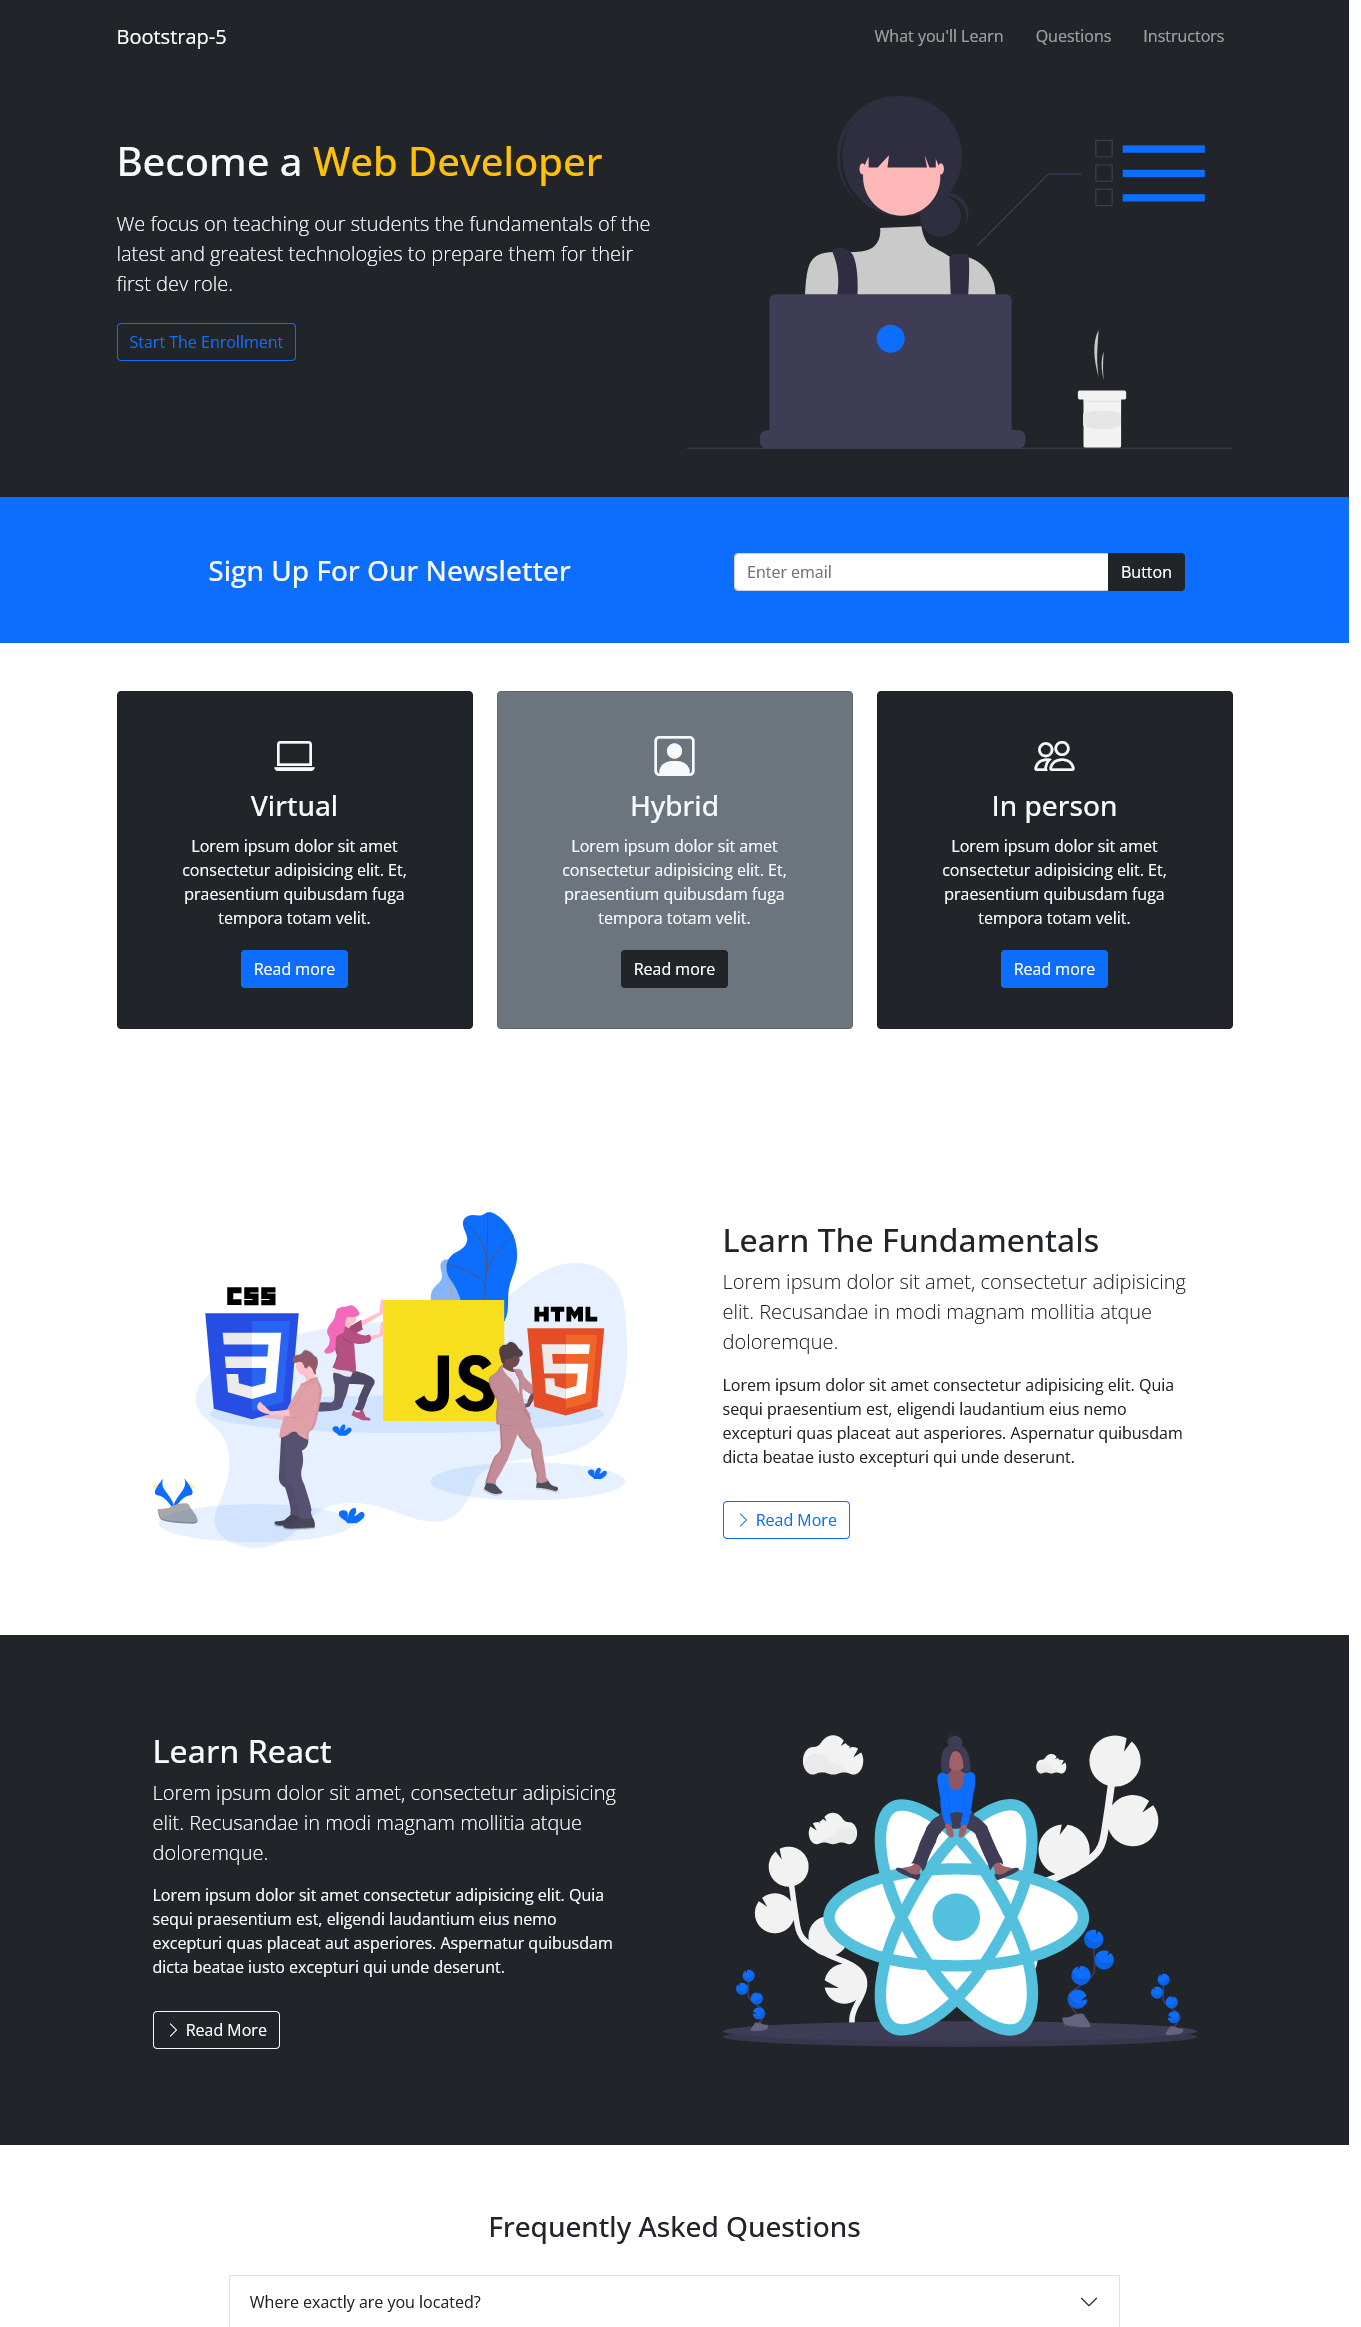 Bootstrap-5
What you'll Learn
Questions
Instructors
Become a Web Developer
We focus on teaching our students the fundamentals of the
latest and greatest technologies to prepare them for their
first dev role.
Start The Enrollment
Sign Up For Our Newsletter
Enter email
Button
Virtual
Lorem ipsum dolor sit amet
consectetur adipisicing elit. Et,
praesentium quibusdam fuga
tempora totam velit.
Read more
Hybrid
Lorem ipsum dolor sit amet
consectetur adipisicing elit. Et,
praesentium quibusdam fuga
tempora totam velit.
Read more
In person
Lorem ipsum dolor sit amet
consectetur adipisicing elit. Et,
praesentium quibusdam fuga
tempora totam velit.
Read more
CSS
3
JS
HTML
5
Learn The Fundamentals
Lorem ipsum dolor sit amet, consectetur adipisicing
elit. Recusandae in modi magnam mollitia atque
doloremque.
Lorem ipsum dolor sit amet consectetur adipisicing elit. Quia
sequi praesentium est, eligendi laudantium eius nemo
excepturi quas placeat aut asperiores. Aspernatur quibusdam
dicta beatae iusto excepturi qui unde deserunt.
Read More
Learn React
Lorem ipsum dolor sit amet, consectetur adipisicing
elit. Recusandae in modi magnam mollitia atque
doloremque.
Lorem ipsum dolor sit amet consectetur adipisicing elit. Quia
sequi praesentium est, eligendi laudantium eius nemo
excepturi quas placeat aut asperiores. Aspernatur quibusdam
dicta beatae iusto excepturi qui unde deserunt.
Read More
Frequently Asked Questions
Where exactly are you located?